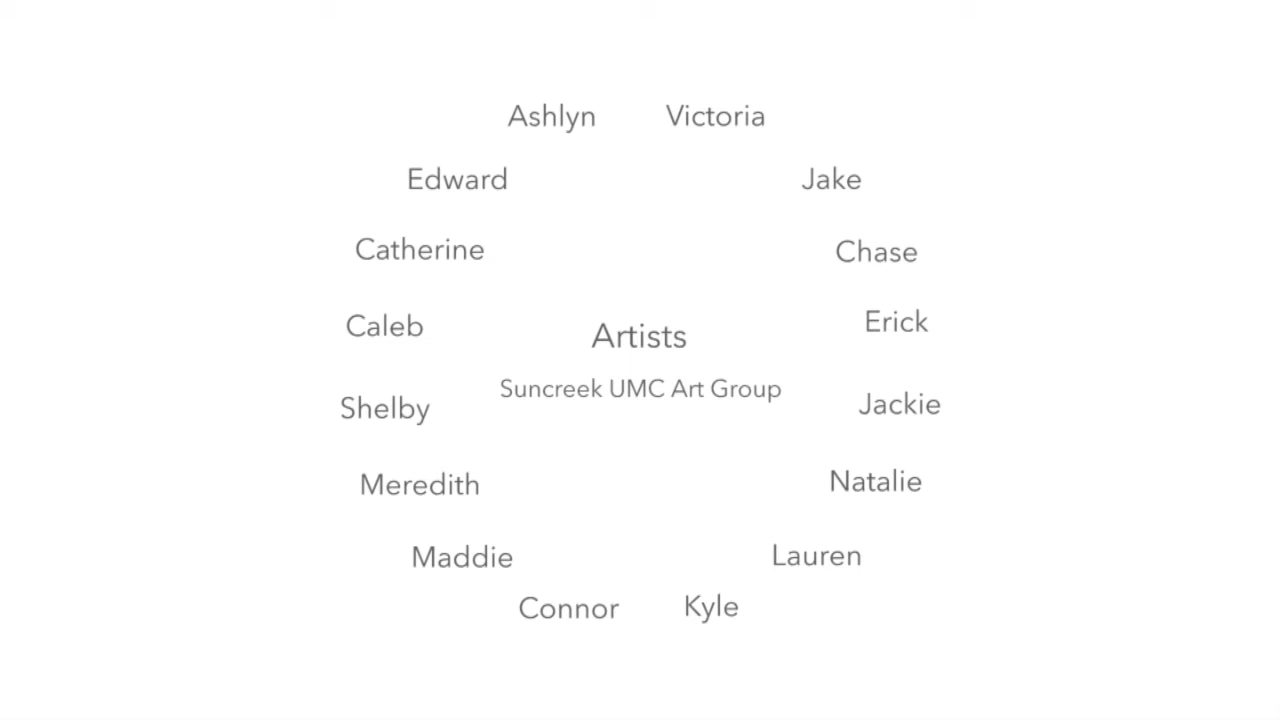 Ashlyn Victoria
Edward Jake
Catherine Chase
Caleb Erick
Artists
Suncreek UMC Art Group
Shelby Jackie
Meredith Natalie
Maddie Lauren
Connor Kyle